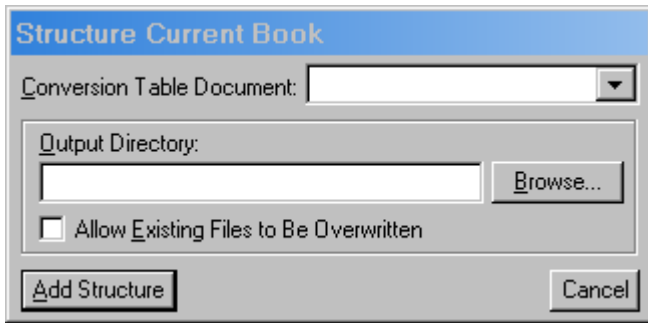 Structure Current Book
Conversion Table Document:
Output Directory:
Browse...
Allow Existing Files to Be Overwritten
Add Structure
Cancel